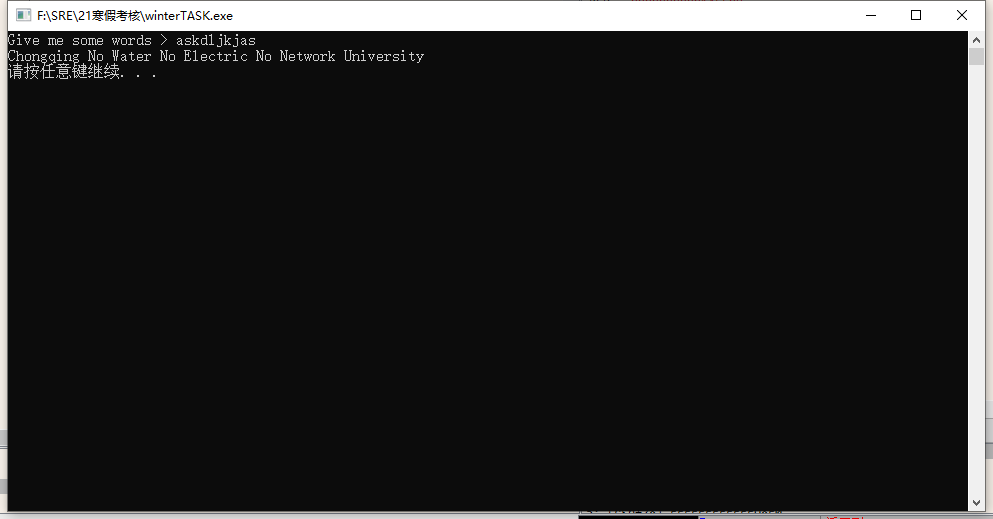 F:\SRE\21寒假考核\winterTASK.exe
Give me some words > askdljkjas
Chongqing No Water No Electric No Network University
请按任意键继续. . .